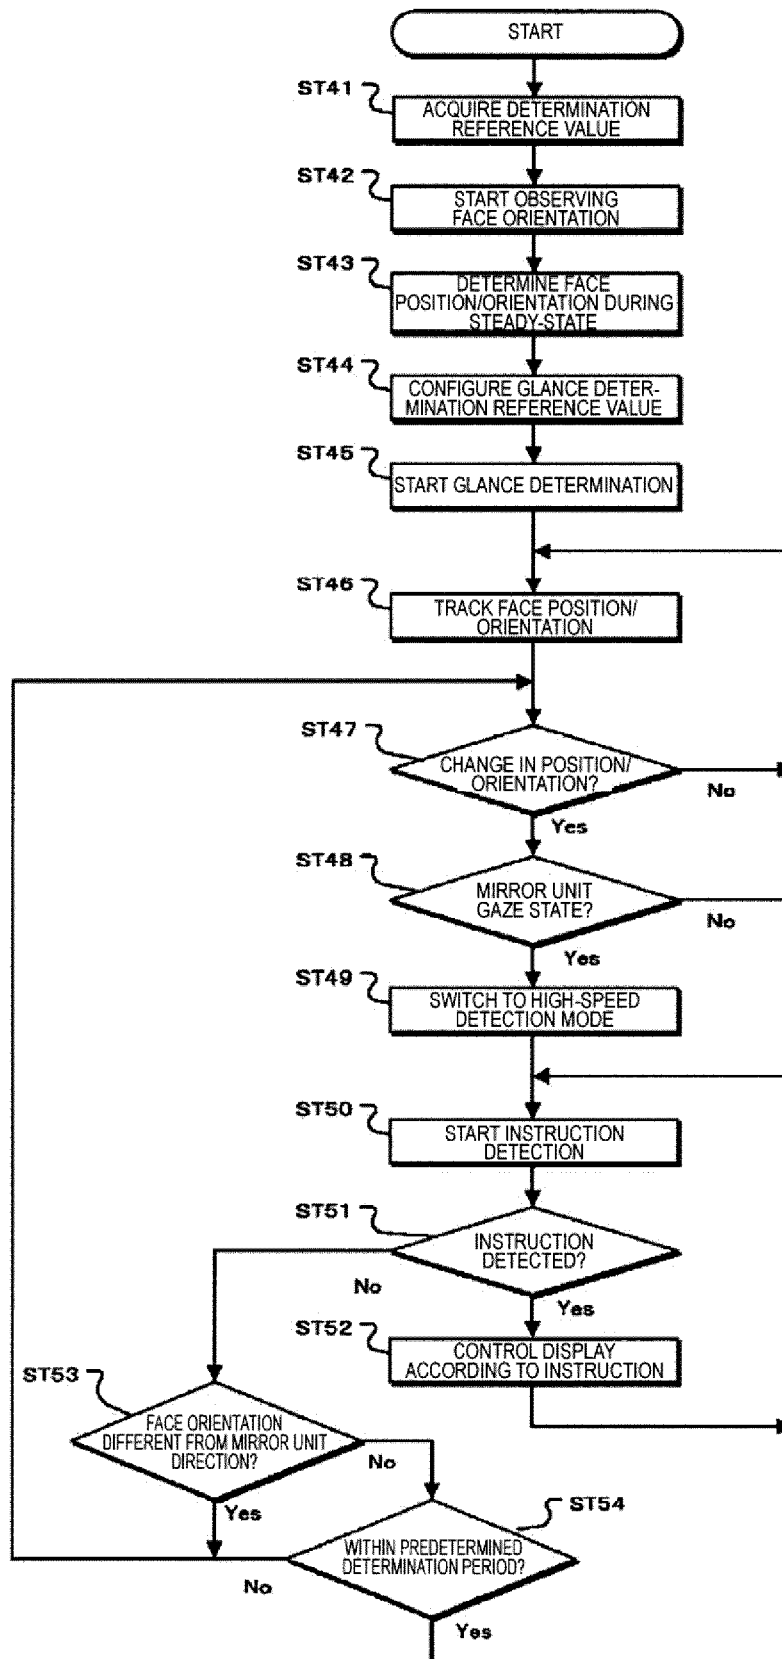 START
ST41
ACQUIRE DETERMINATION
REFERENCE VALUE
ST42
START OBSERVING
FACE ORIENTATION
ST43
DETERMINE FACE
POSITION/ORIENTATION DURING
STEADY-STATE
ST44
CONFIGURE GLANCE DETER-
MINATION REFERENCE VALUE
ST45
START GLANCE DETERMINATION
ST46
TRACK FACE POSITION/
ORIENTATION
ST47
CHANGE IN POSITION/
ORIENTATION?
No
Yes
ST48
MIRROR UNIT
GAZE STATE?
No
Yes
ST49
SWITCH TO HIGH-SPEED
DETECTION MODE
ST50
START INSTRUCTION
DETECTION
ST51
INSTRUCTION
DETECTED?
No
Yes
ST52
CONTROL DISPLAY
ACCORDING TO INSTRUCTION
ST53
FACE ORIENTATION
DIFFERENT FROM MIRROR UNIT
DIRECTION?
No
Yes
ST54
WITHIN PREDETERMINED
DETERMINATION PERIOD?
No
Yes